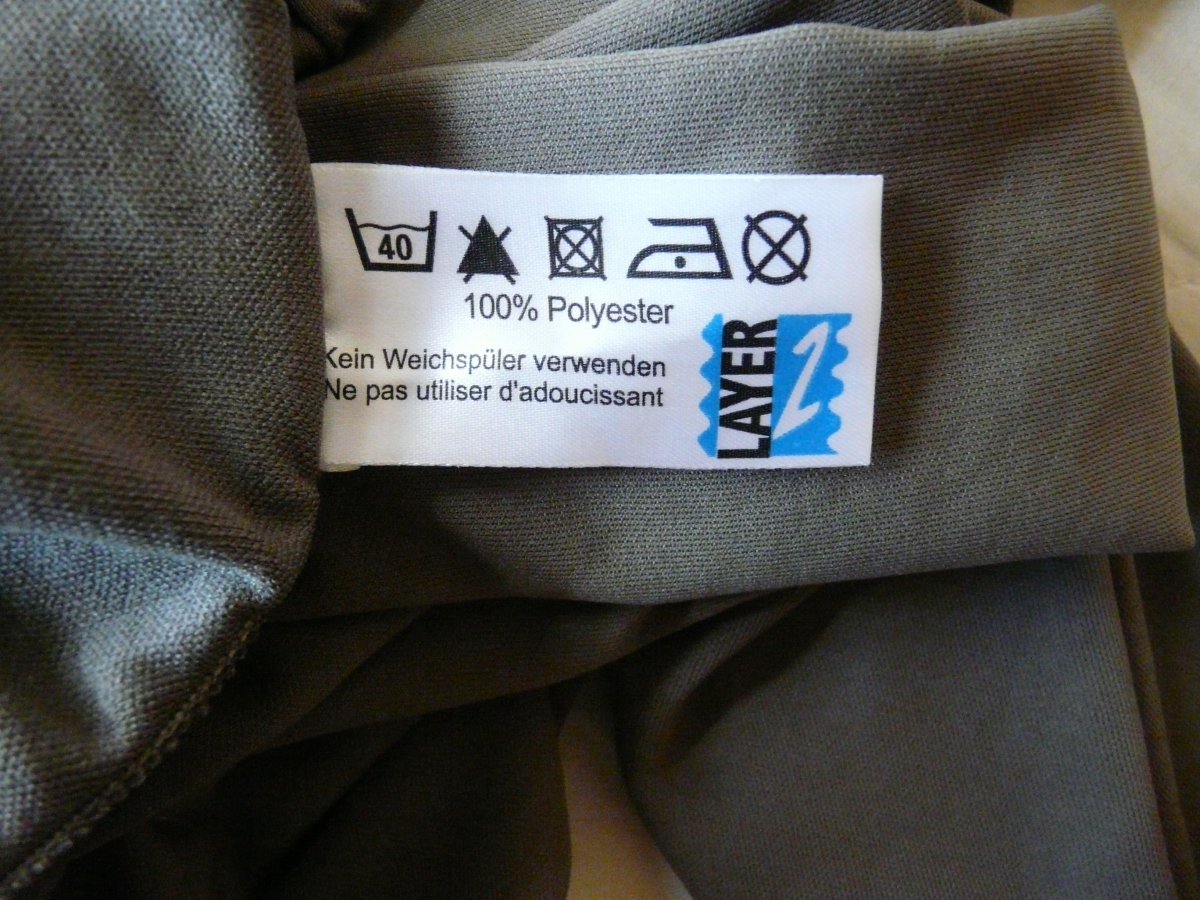 40
100% Polyester
Kein Weichspüler verwenden
Ne pas utiliser d'adoucissant
LAYER 2